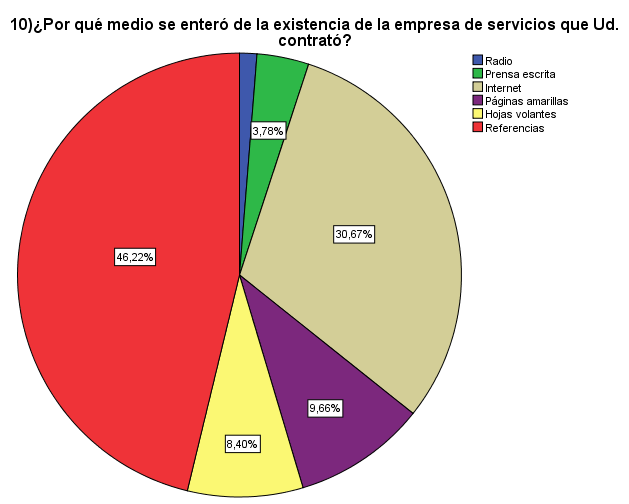 10)¿Por qué medio se enteró de la existencia de la empresa de servicios que Ud.
contrató?
Radio
Prensa escrita
Internet
Páginas amarillas
Hojas volantes
Referencias
3,78%
30,67%
46,22%
9,66%
8,40%